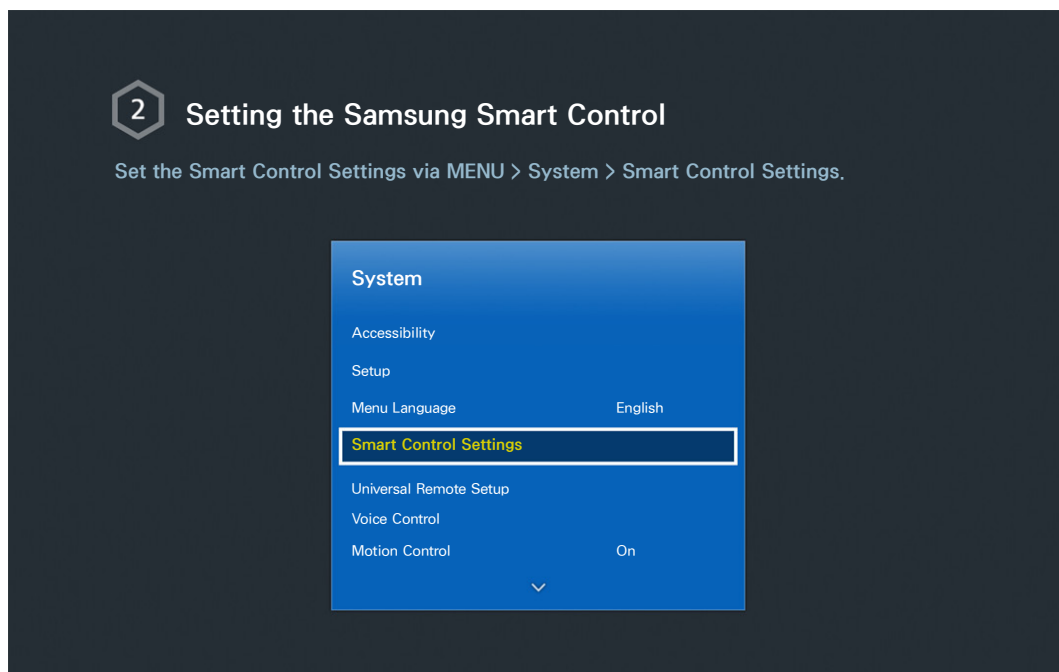 2 Setting the Samsung Smart Control
Set the Smart Control Settings via MENU > System > Smart Control Settings.
System
Accessibility
Setup
Menu Language English
Smart Control Settings
Universal Remote Setup
Voice Control
Motion Control On